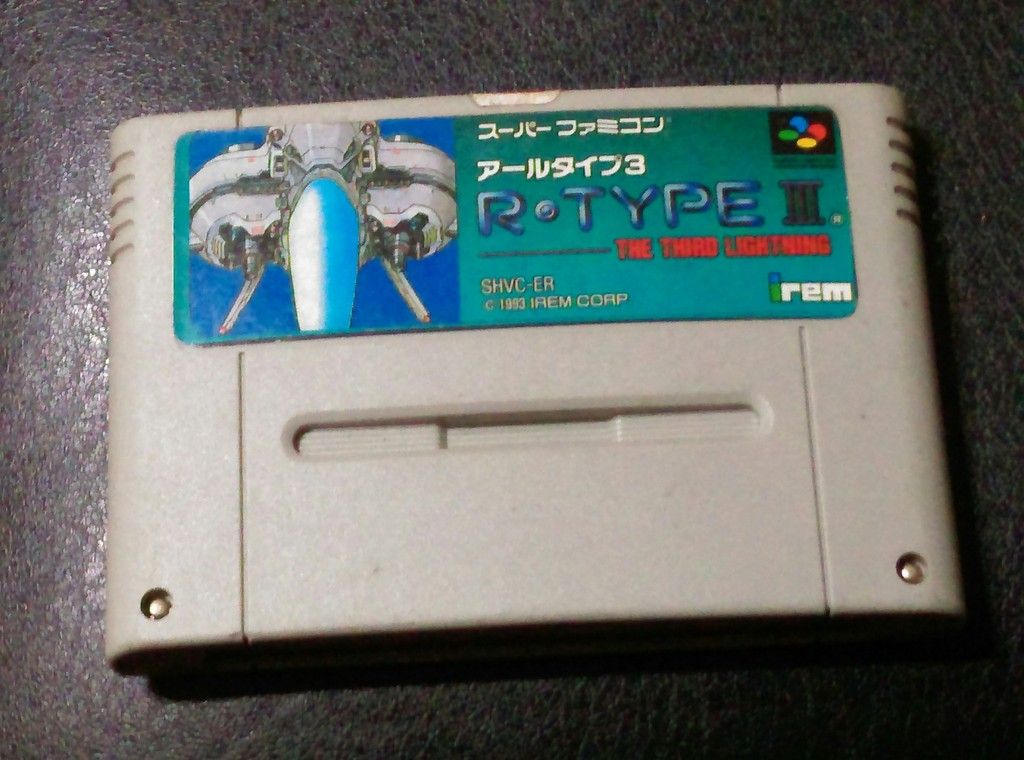 スーパーファミコン
アールタイプ3
R・TYPE III ®
THE THIRD LIGHTNING
SHVC-ER
© 1993 IREM CORP
irem